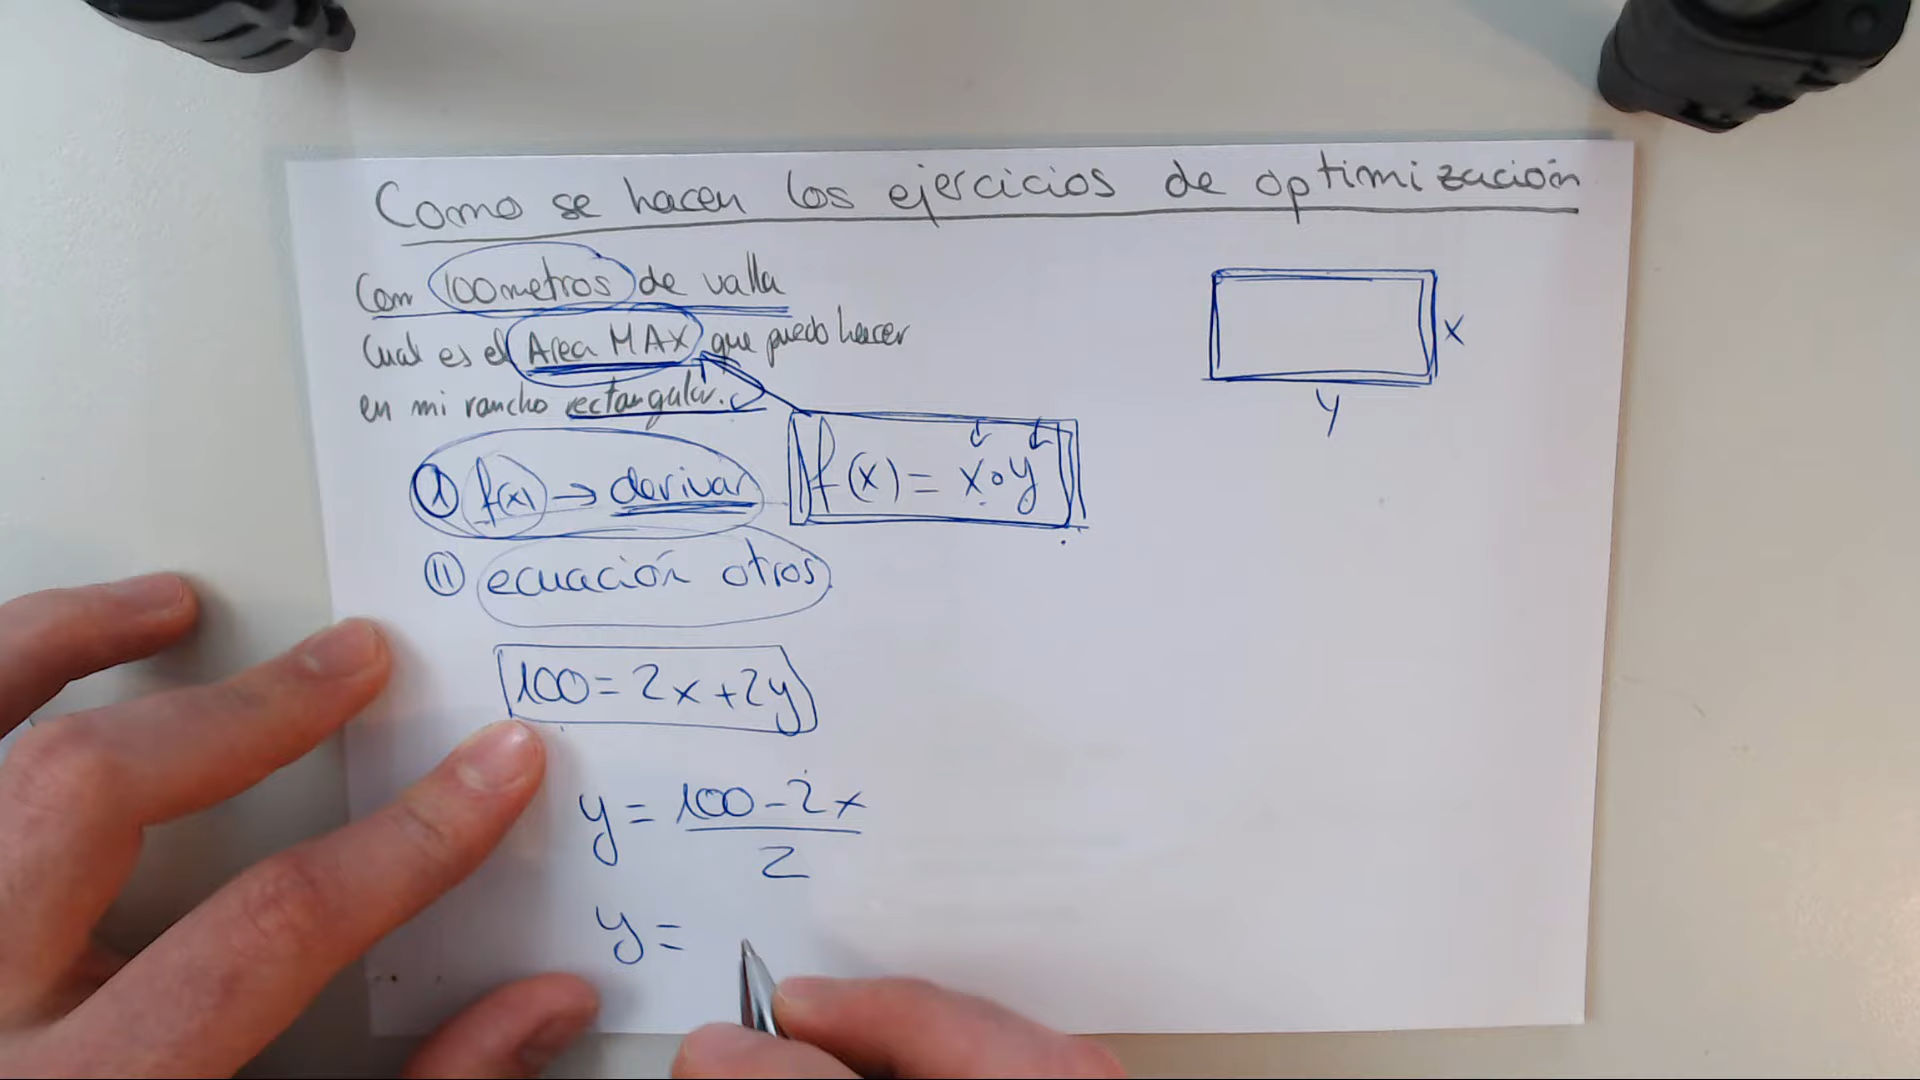 Como se hacen los ejercicios de optimización
Con 100metros de valla
Cual es el Area MAX que puedo hacer
en mi rancho rectangular.
x
y
I f(x) → derivar
f(x) = x∘y
II ecuación otros
100 = 2x + 2y
y = 100 - 2x
2
y =